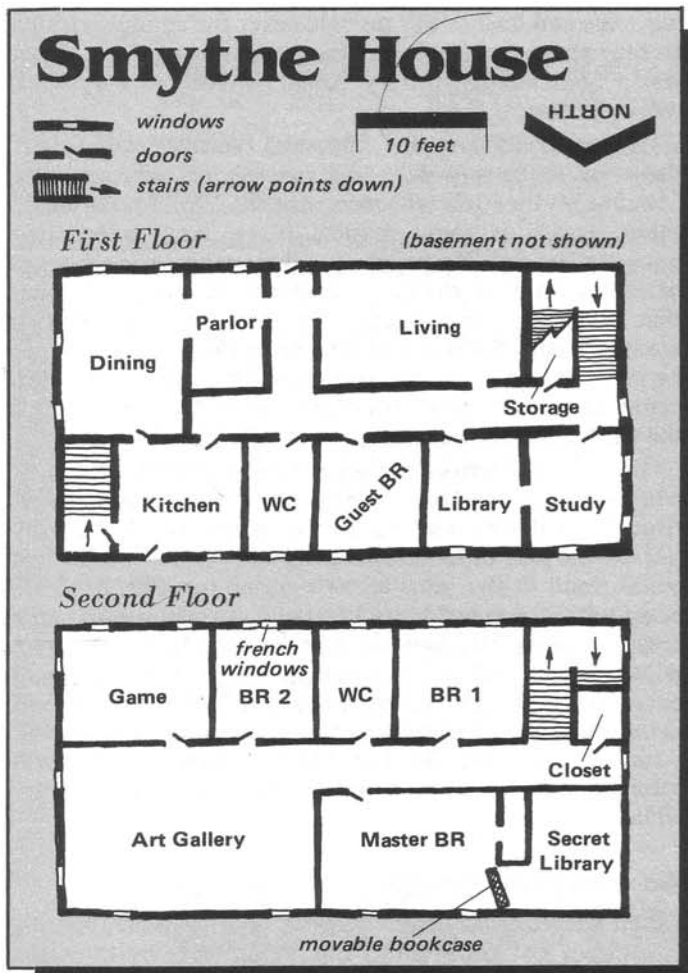 Smythe House
windows
doors
stairs (arrow points down)
10 feet
NORTH
First Floor
(basement not shown)
Parlor
Living
Dining
Storage
Kitchen
WC
Guest BR
Library
Study
Second Floor
french
windows
Game
BR 2
WC
BR 1
Closet
Art Gallery
Master BR
Secret
Library
movable bookcase